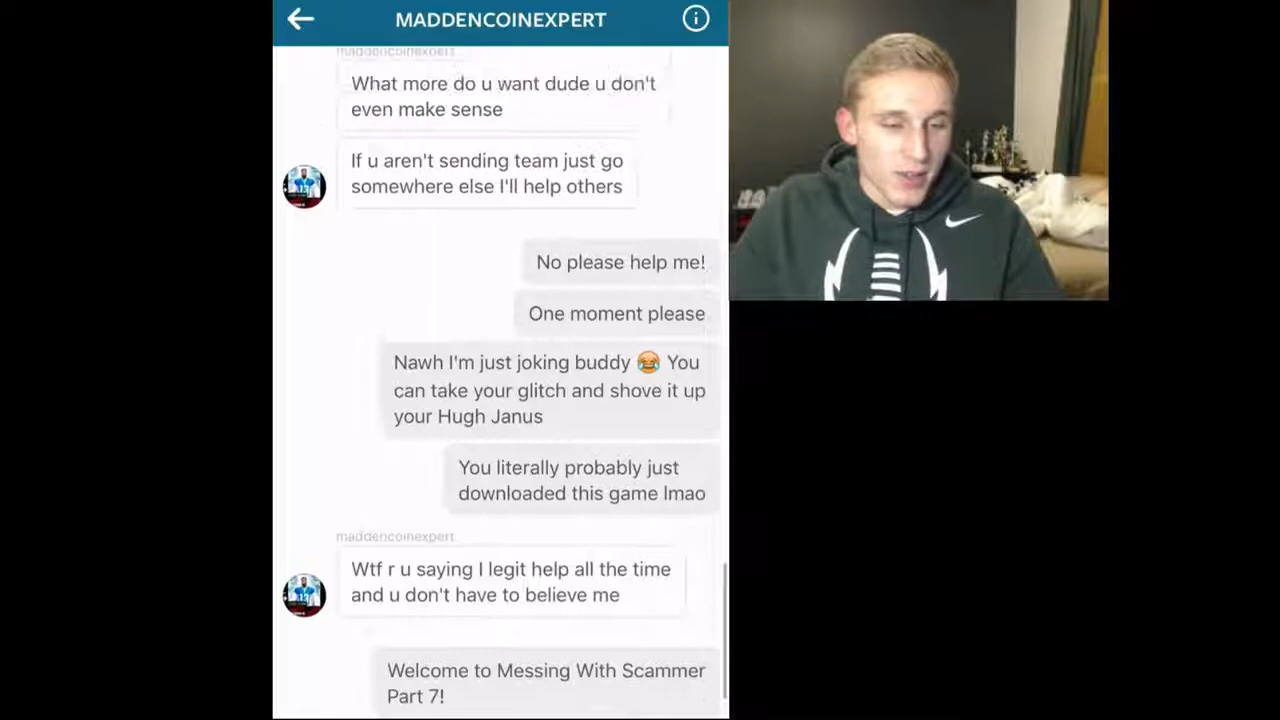 MADDENCOINEXPERT
maddencoinexpert
What more do u want dude u don't
even make sense
If u aren't sending team just go
somewhere else I'll help others
No please help me!
One moment please
Nawh I'm just joking buddy 😂 You
can take your glitch and shove it up
your Hugh Janus
You literally probably just
downloaded this game lmao
maddencoinexpert
Wtf r u saying I legit help all the time
and u don't have to believe me
Welcome to Messing With Scammer
Part 7!